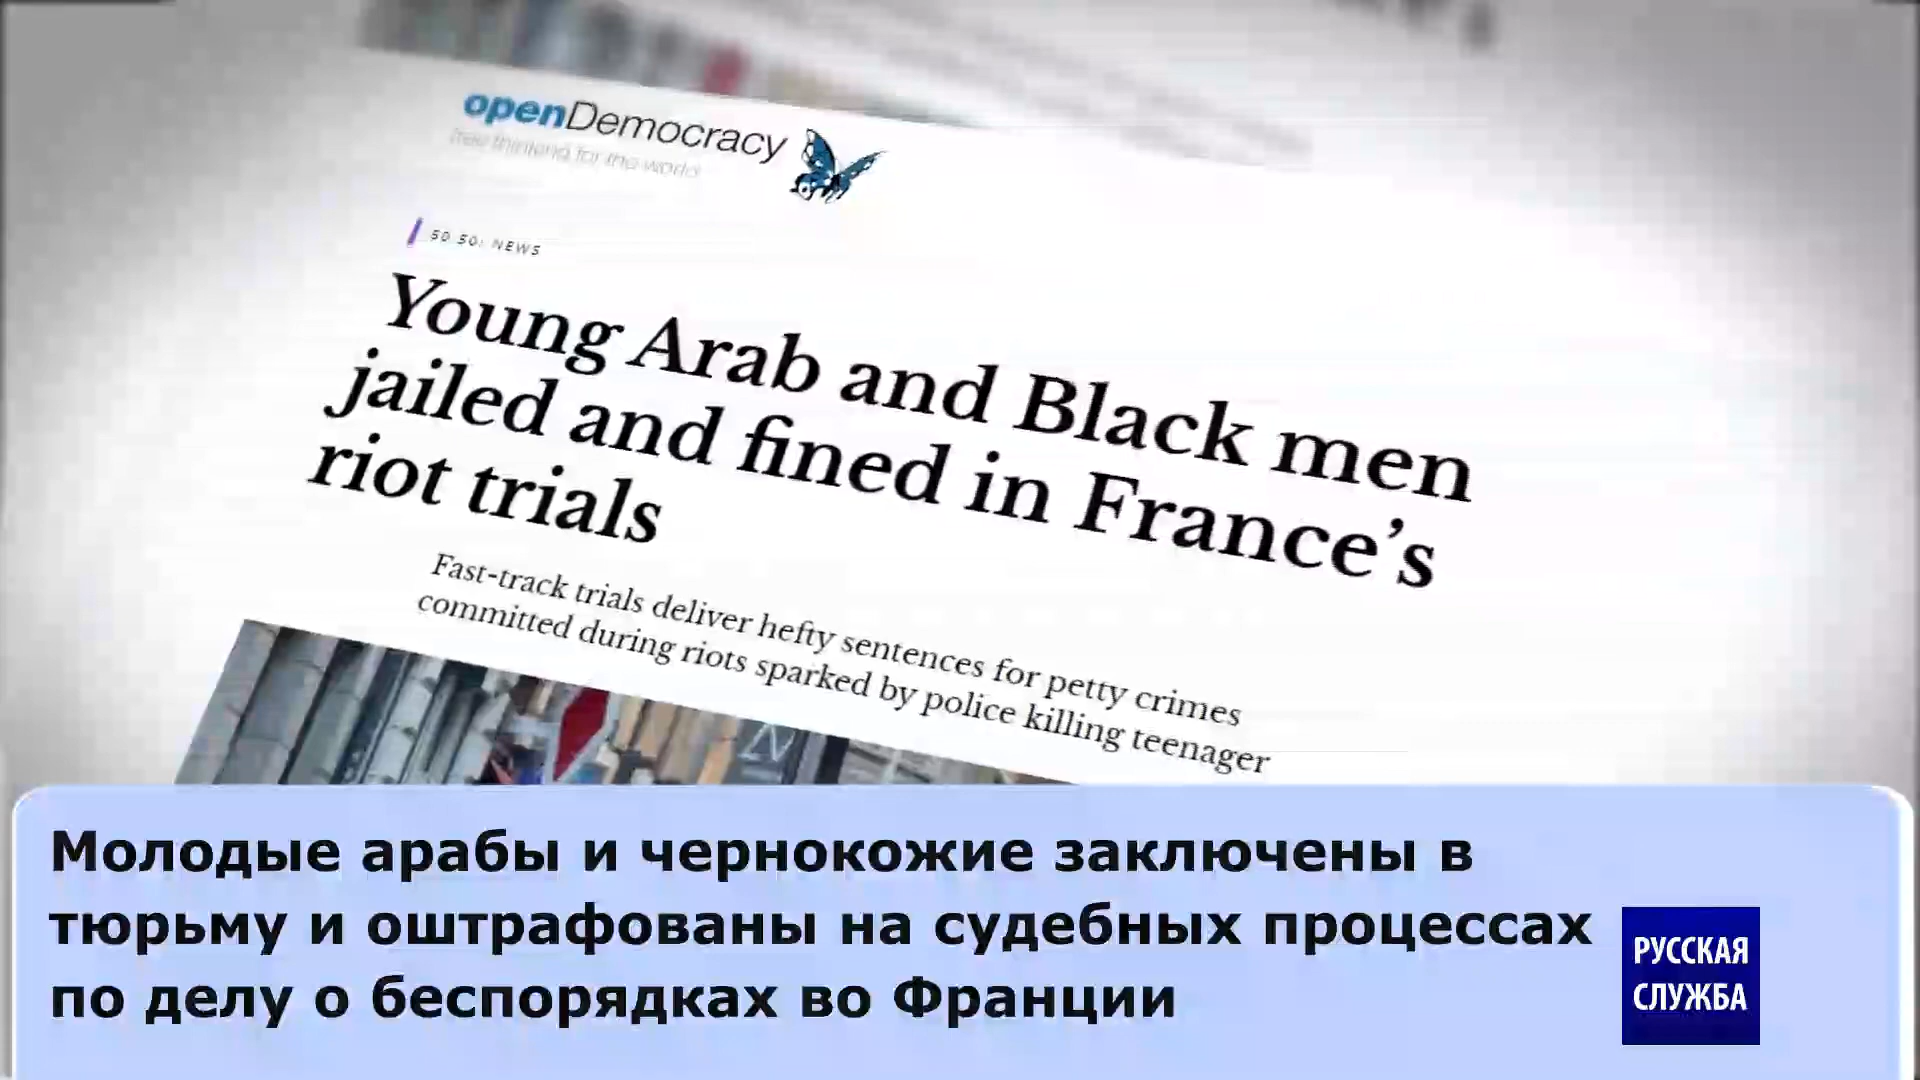 openDemocracy
free thinking for the world
50.50: NEWS
Young Arab and Black men
jailed and fined in France's
riot trials
Fast-track trials deliver hefty sentences for petty crimes
committed during riots sparked by police killing teenager
Молодые арабы и чернокожие заключены в
тюрьму и оштрафованы на судебных процессах
по делу о беспорядках во Франции
РУССКАЯ
СЛУЖБА